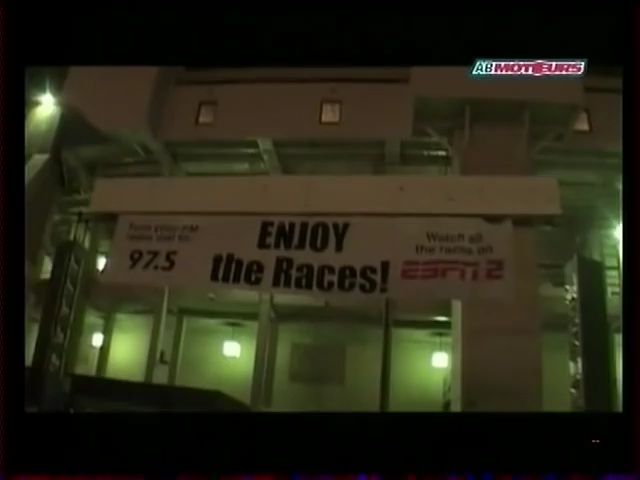 AB MOTEURS
Turn your FM
radio dial to:
97.5
ENJOY
the Races!
Watch all
the races on
ESPN2